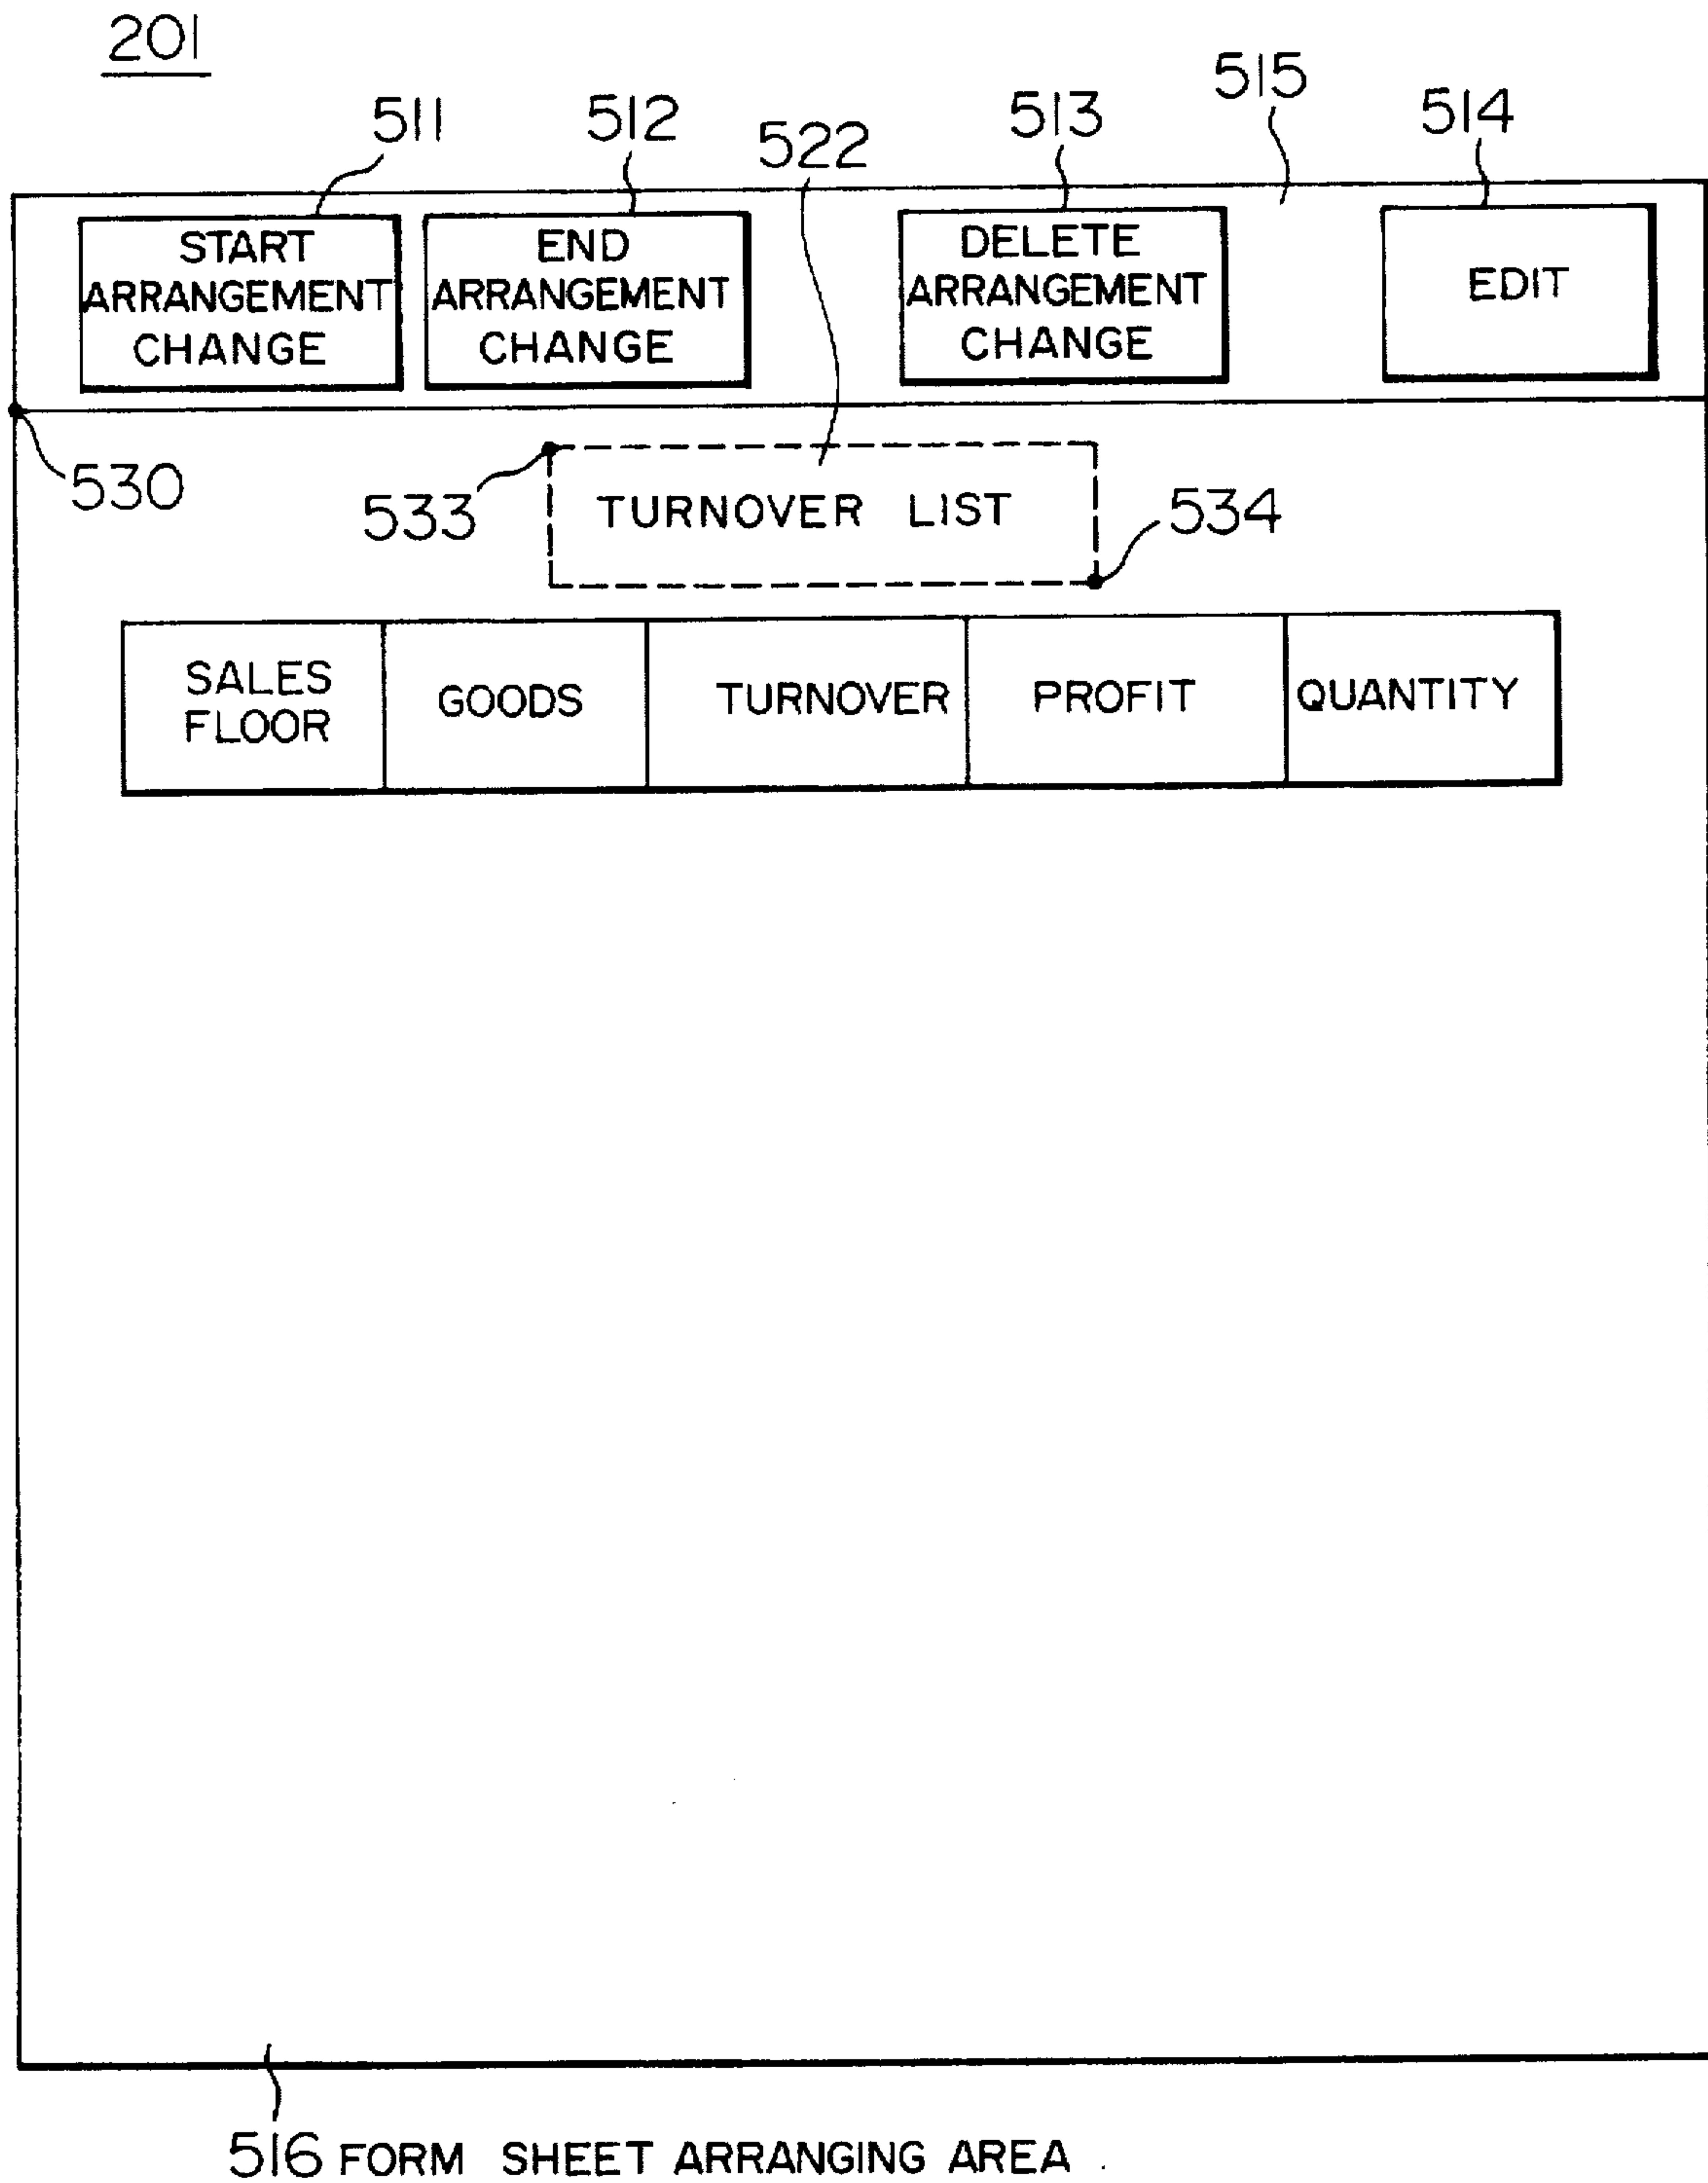 201
511
512
522
513
515
514
START
ARRANGEMENT
CHANGE
END
ARRANGEMENT
CHANGE
DELETE
ARRANGEMENT
CHANGE
EDIT
530
533
TURNOVER LIST
534
SALES
FLOOR
GOODS
TURNOVER
PROFIT
QUANTITY
516 FORM SHEET ARRANGING AREA